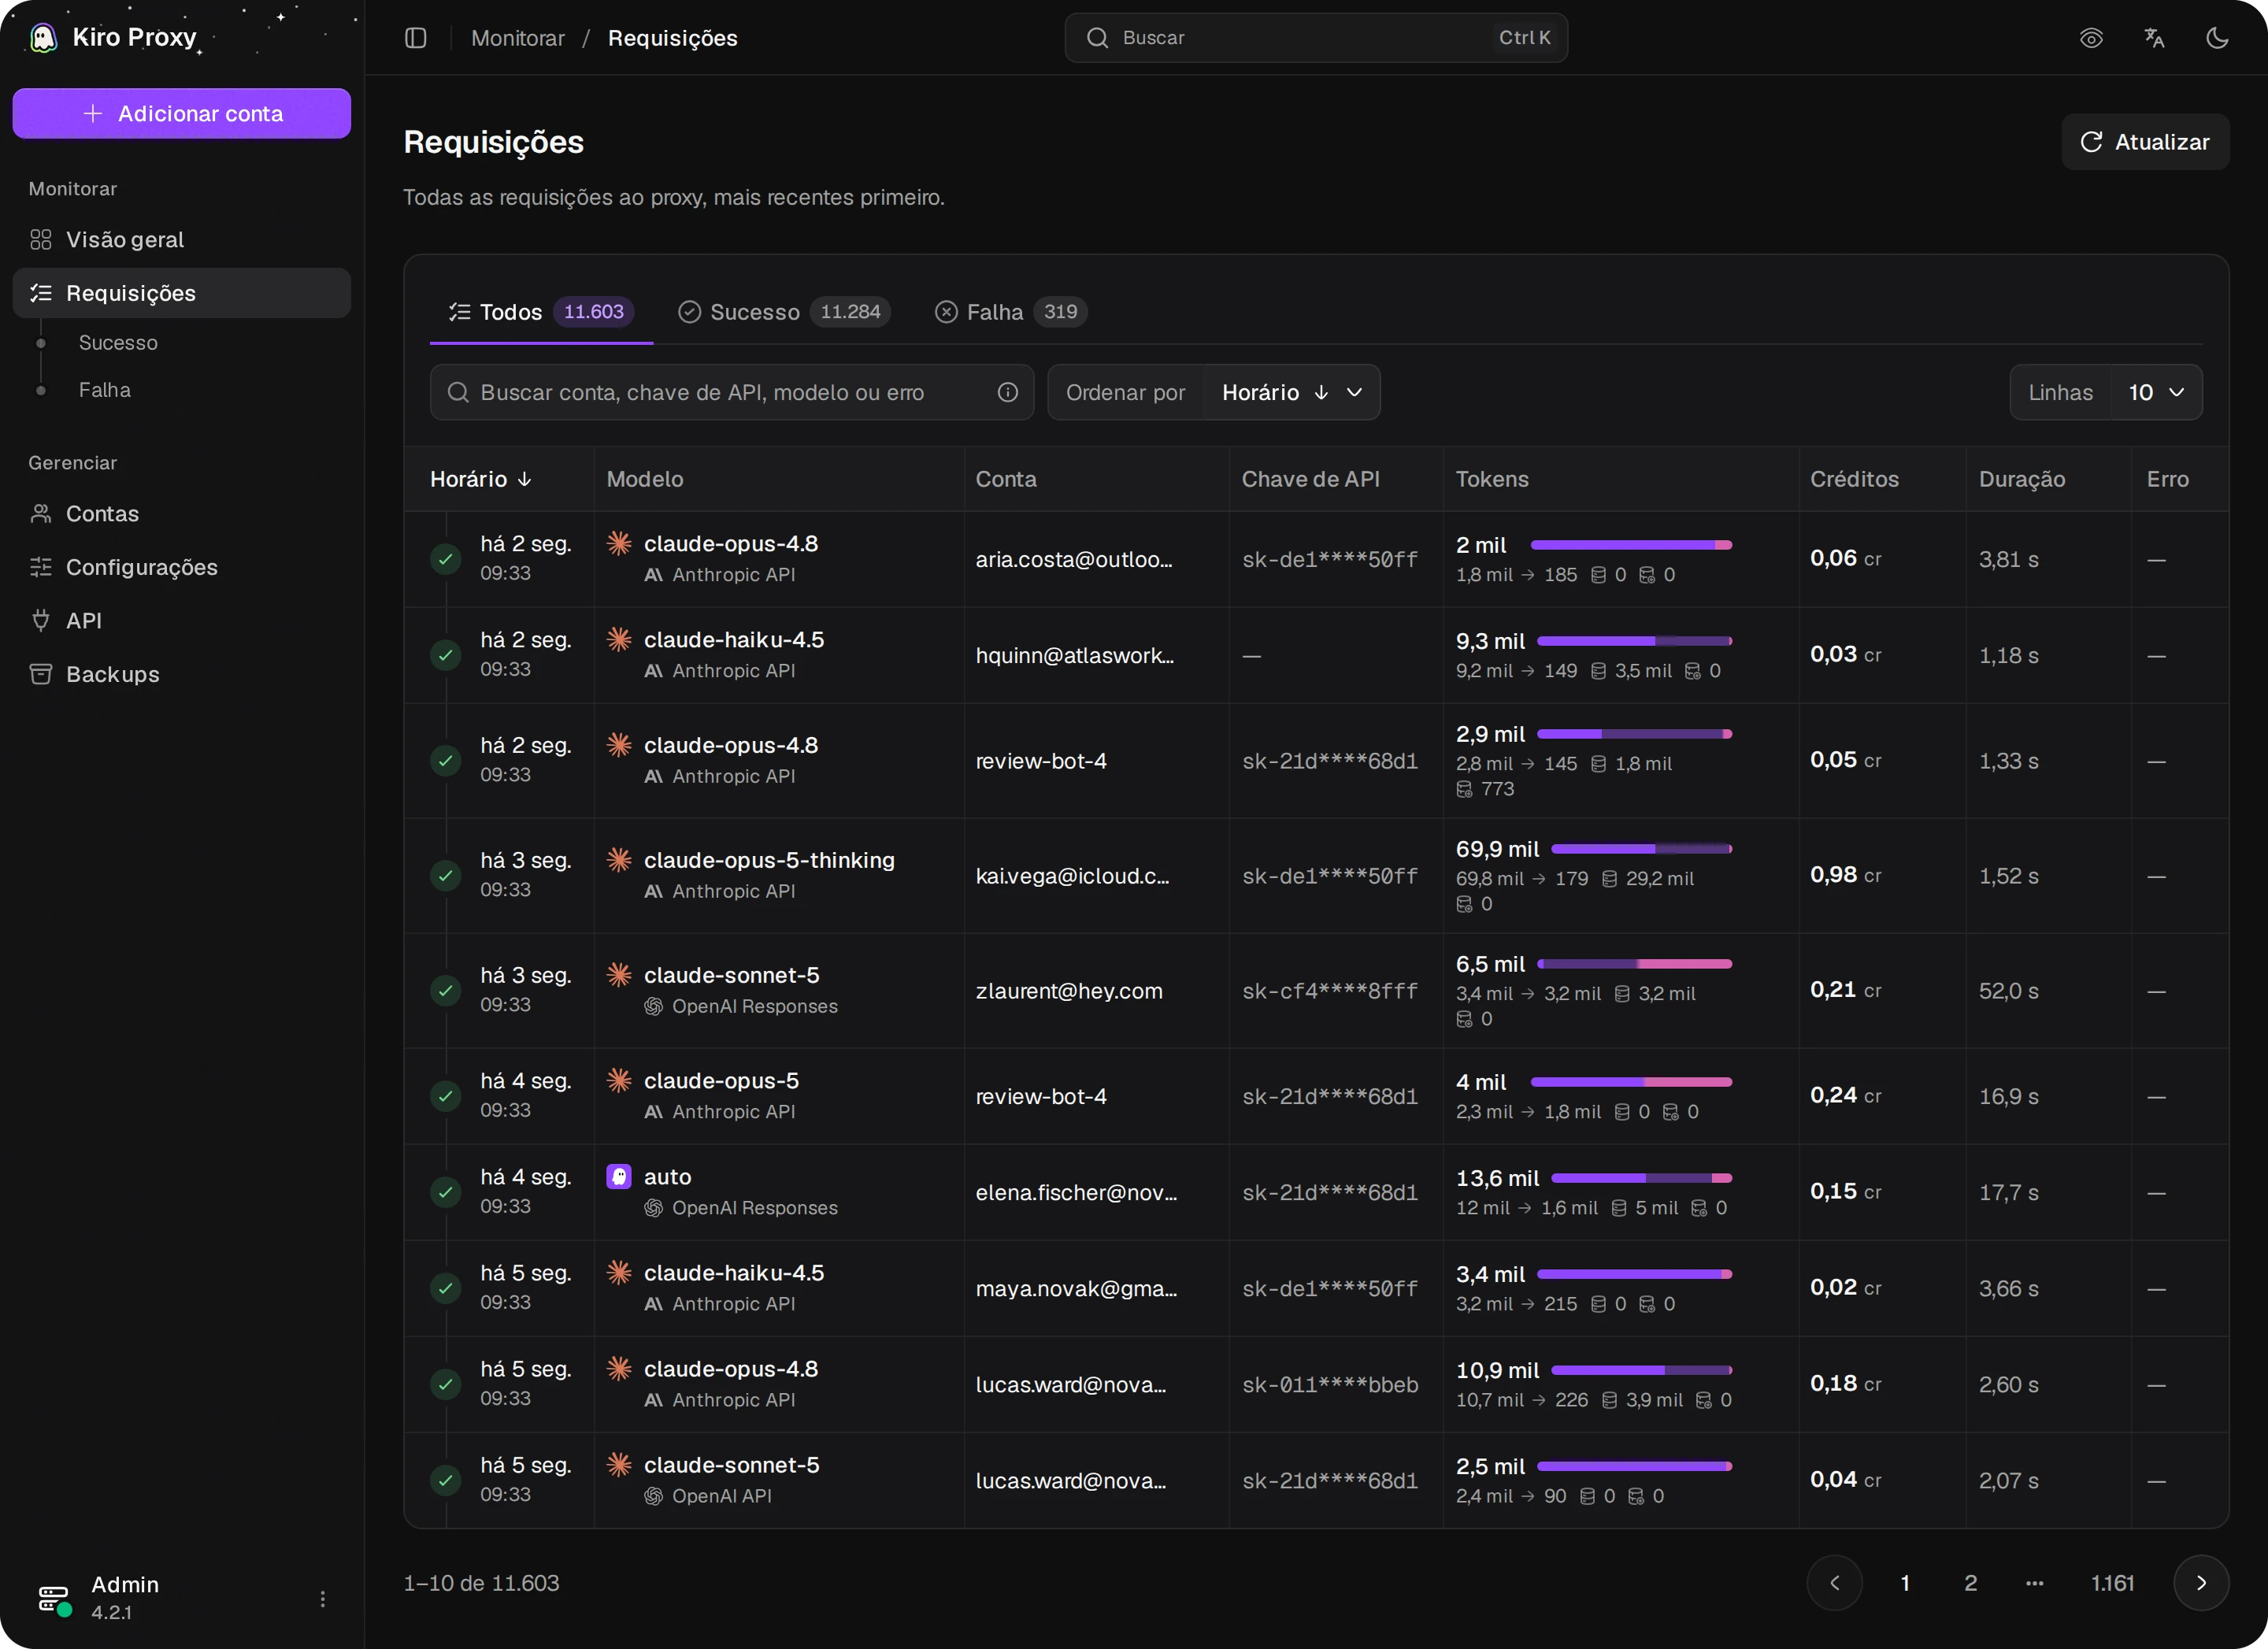 Kiro Proxy
Monitorar / Requisições
Buscar Ctrl K
Adicionar conta
Monitorar
Visão geral
Requisições
Sucesso
Falha
Gerenciar
Contas
Configurações
API
Backups
Admin
4.2.1
Requisições
Atualizar
Todas as requisições ao proxy, mais recentes primeiro.
Todos 11.603 Sucesso 11.284 Falha 319
Buscar conta, chave de API, modelo ou erro Ordenar por Horário Linhas 10
Horário Modelo Conta Chave de API Tokens Créditos Duração Erro
há 2 seg. claude-opus-4.8 aria.costa@outloo... sk-de1****50ff 2 mil 0,06 cr 3,81 s —
09:33 Anthropic API 1,8 mil → 185 0 0
há 2 seg. claude-haiku-4.5 hquinn@atlaswork... — 9,3 mil 0,03 cr 1,18 s —
09:33 Anthropic API 9,2 mil → 149 3,5 mil 0
há 2 seg. claude-opus-4.8 review-bot-4 sk-21d****68d1 2,9 mil 0,05 cr 1,33 s —
09:33 Anthropic API 2,8 mil → 145 1,8 mil
773
há 3 seg. claude-opus-5-thinking kai.vega@icloud.c... sk-de1****50ff 69,9 mil 0,98 cr 1,52 s —
09:33 Anthropic API 69,8 mil → 179 29,2 mil
0
há 3 seg. claude-sonnet-5 zlaurent@hey.com sk-cf4****8fff 6,5 mil 0,21 cr 52,0 s —
09:33 OpenAI Responses 3,4 mil → 3,2 mil 3,2 mil
0
há 4 seg. claude-opus-5 review-bot-4 sk-21d****68d1 4 mil 0,24 cr 16,9 s —
09:33 Anthropic API 2,3 mil → 1,8 mil 0 0
há 4 seg. auto elena.fischer@nov... sk-21d****68d1 13,6 mil 0,15 cr 17,7 s —
09:33 OpenAI Responses 12 mil → 1,6 mil 5 mil 0
há 5 seg. claude-haiku-4.5 maya.novak@gma... sk-de1****50ff 3,4 mil 0,02 cr 3,66 s —
09:33 Anthropic API 3,2 mil → 215 0 0
há 5 seg. claude-opus-4.8 lucas.ward@nova... sk-011****bbeb 10,9 mil 0,18 cr 2,60 s —
09:33 Anthropic API 10,7 mil → 226 3,9 mil 0
há 5 seg. claude-sonnet-5 lucas.ward@nova... sk-21d****68d1 2,5 mil 0,04 cr 2,07 s —
09:33 OpenAI API 2,4 mil → 90 0 0
1–10 de 11.603 1 2 ... 1.161